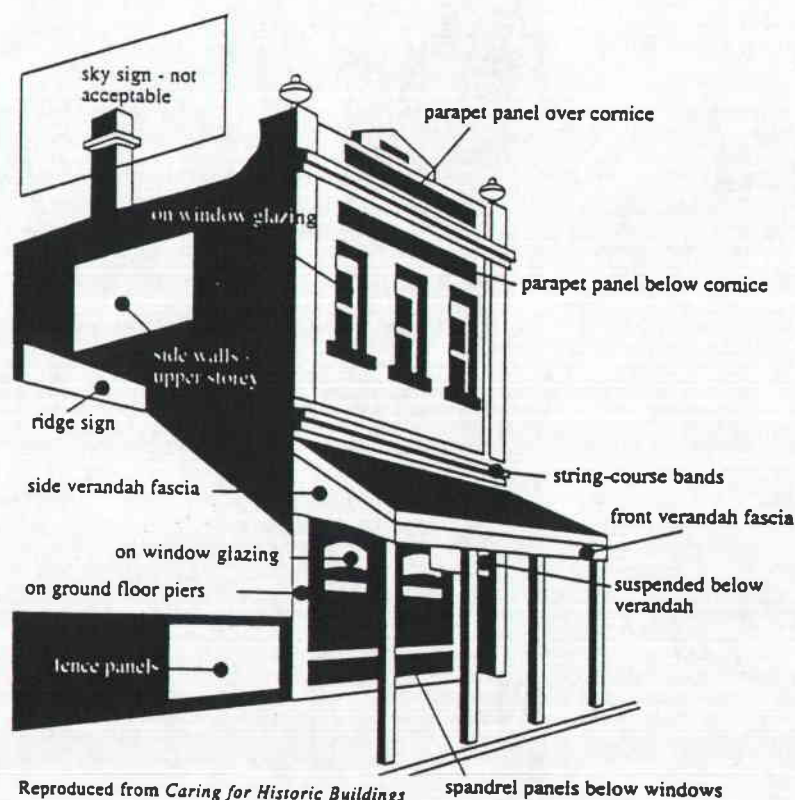 sky sign - not
acceptable
parapet panel over cornice
on window glazing
parapet panel below cornice
side walls -
upper storey
ridge sign
string-course bands
side verandah fascia
front verandah fascia
on window glazing
suspended below
verandah
on ground floor piers
fence panels
Reproduced from Caring for Historic Buildings
spandrel panels below windows